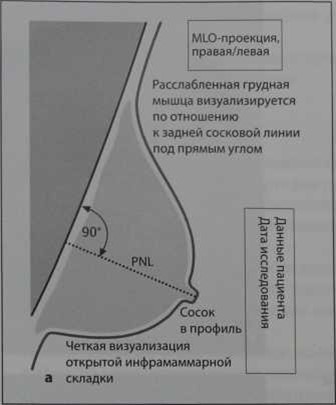 MLO-проекция,
правая/левая
Расслабленная грудная
мышца визуализируется
по отношению
к задней сосковой линии
под прямым углом
90°
PNL
Данные пациента
Дата исследования
Сосок
в профиль
Четкая визуализация
открытой инфрамаммарной
а складки